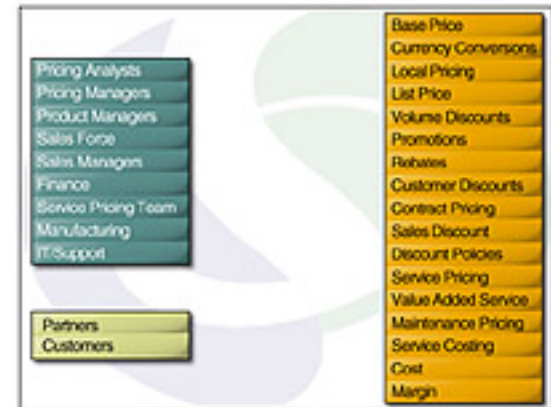 Pricing Analysts
Pricing Managers
Product Managers
Sales Force
Sales Managers
Finance
Service Pricing Team
Manufacturing
IT/Support
Partners
Customers
Base Price
Currency Conversions
Local Pricing
List Price
Volume Discounts
Promotions
Rebates
Customer Discounts
Contract Pricing
Sales Discount
Discount Policies
Service Pricing
Value Added Service
Maintenance Pricing
Service Costing
Cost
Margin